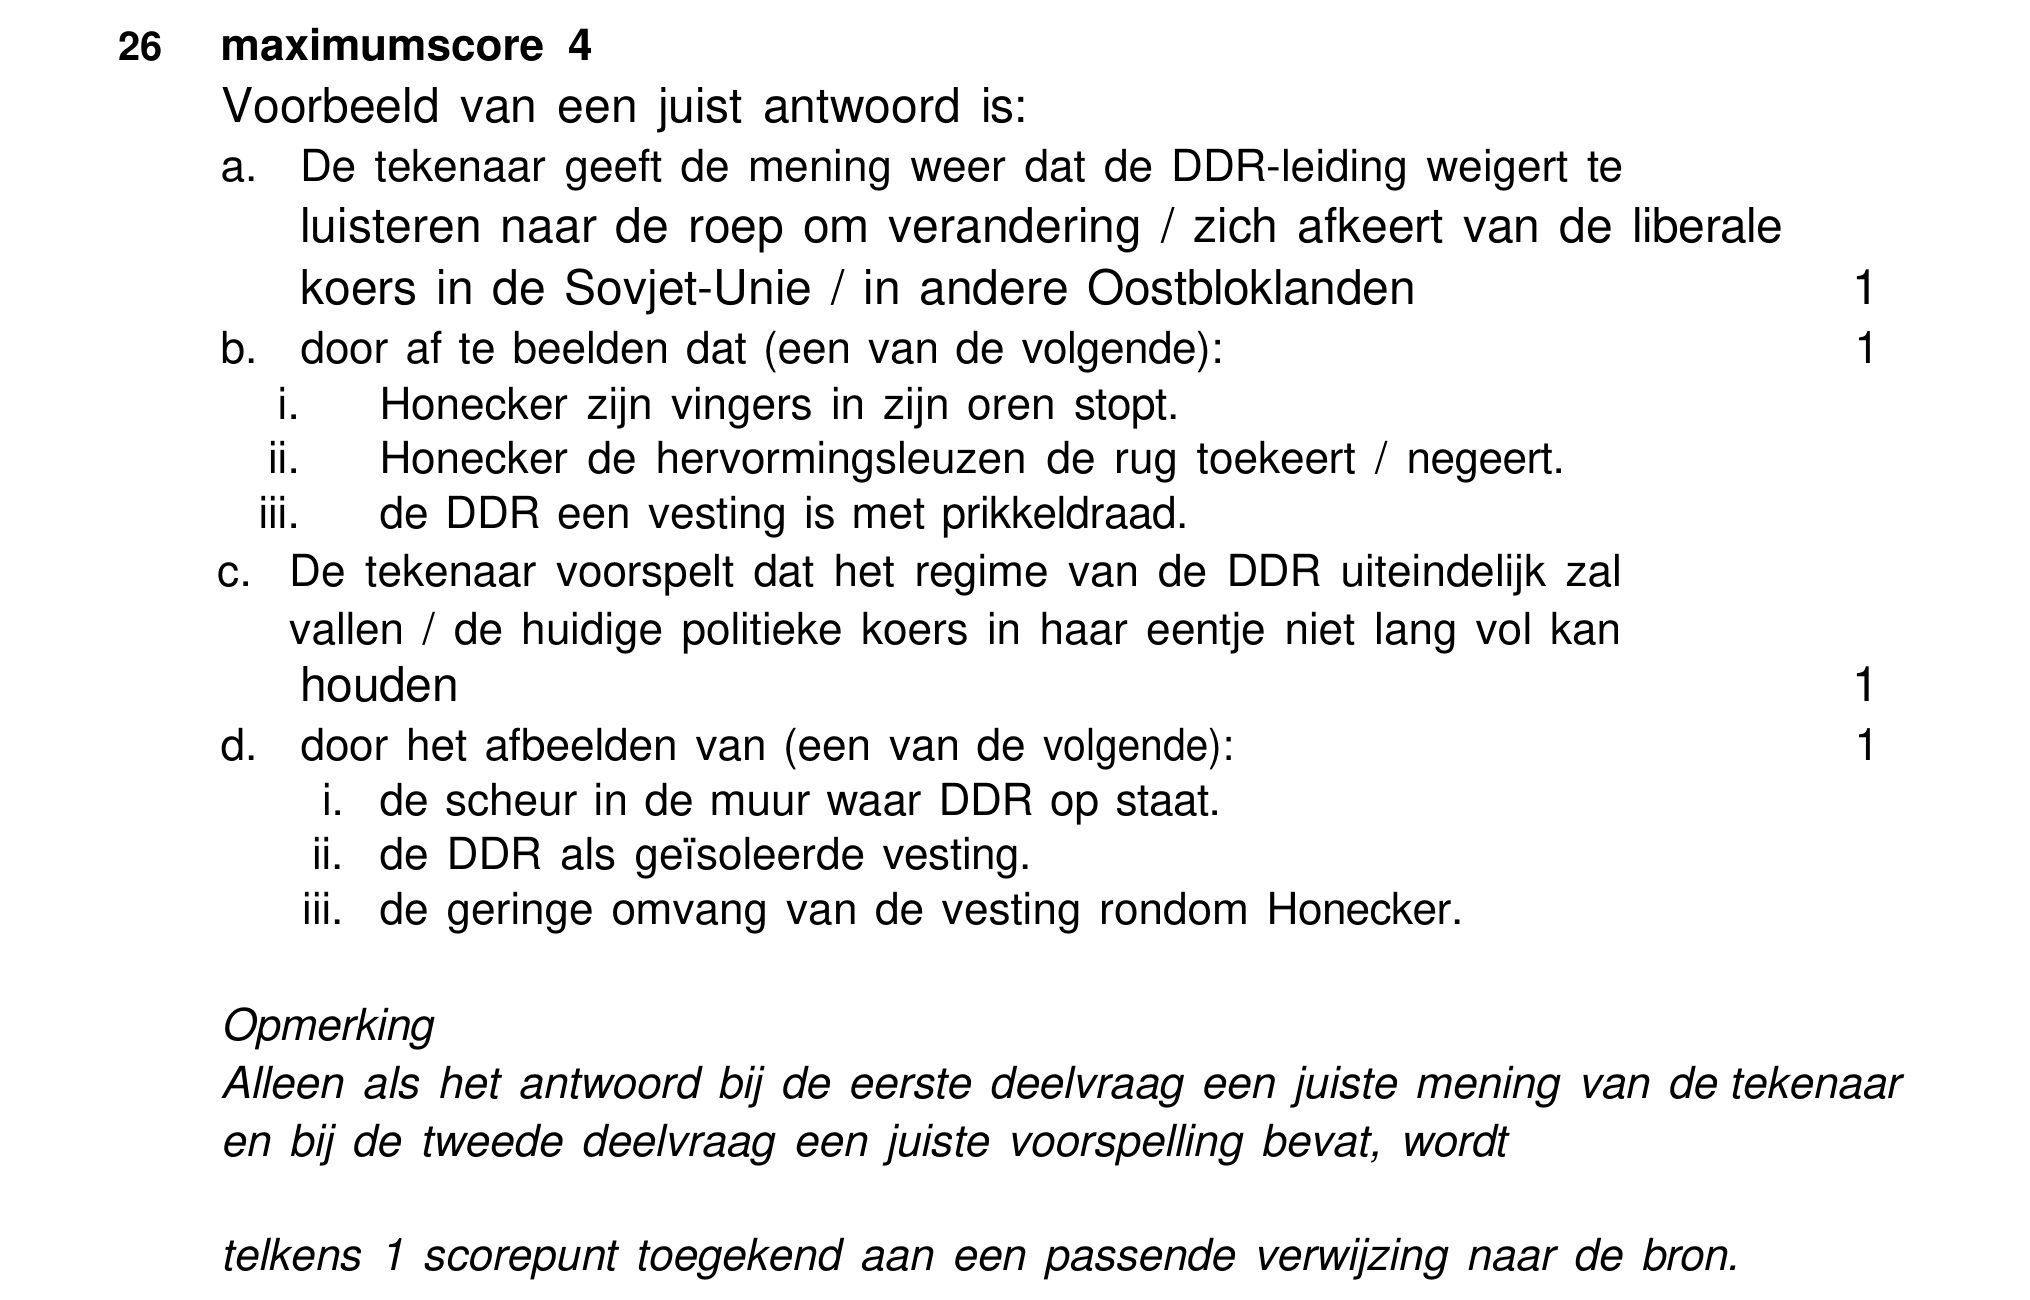 26 maximumscore 4
Voorbeeld van een juist antwoord is:
a. De tekenaar geeft de mening weer dat de DDR-leiding weigert te
luisteren naar de roep om verandering / zich afkeert van de liberale
koers in de Sovjet-Unie / in andere Oostbloklanden 1
b. door af te beelden dat (een van de volgende): 1
i. Honecker zijn vingers in zijn oren stopt.
ii. Honecker de hervormingsleuzen de rug toekeert / negeert.
iii. de DDR een vesting is met prikkeldraad.
c. De tekenaar voorspelt dat het regime van de DDR uiteindelijk zal
vallen / de huidige politieke koers in haar eentje niet lang vol kan
houden 1
d. door het afbeelden van (een van de volgende): 1
i. de scheur in de muur waar DDR op staat.
ii. de DDR als geïsoleerde vesting.
iii. de geringe omvang van de vesting rondom Honecker.
Opmerking
Alleen als het antwoord bij de eerste deelvraag een juiste mening van de tekenaar
en bij de tweede deelvraag een juiste voorspelling bevat, wordt
telkens 1 scorepunt toegekend aan een passende verwijzing naar de bron.